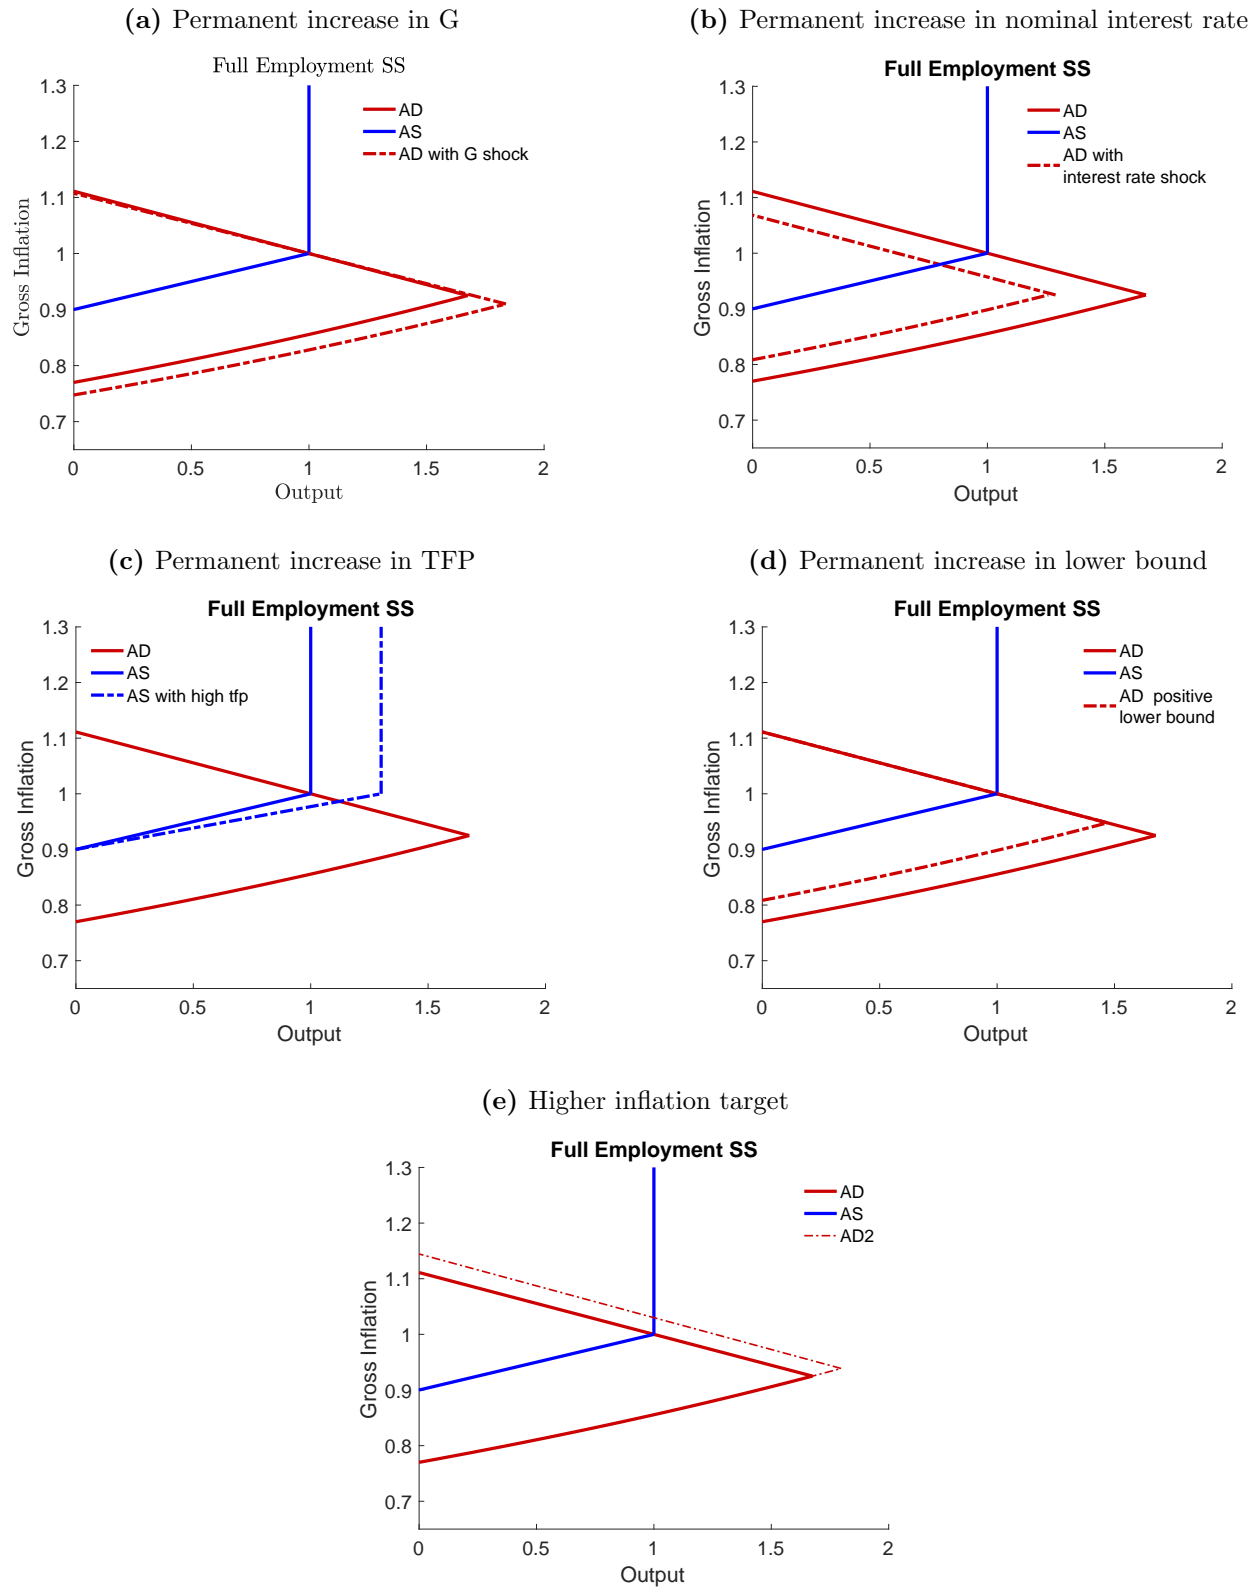 (a) Permanent increase in G
Full Employment SS
1.3
1.2
1.1
1
0.9
0.8
0.7
Gross Inflation
AD
AS
AD with G shock
0
0.5
1
1.5
2
Output
(b) Permanent increase in nominal interest rate
Full Employment SS
1.3
1.2
1.1
1
0.9
0.8
0.7
Gross Inflation
AD
AS
AD with
interest rate shock
0
0.5
1
1.5
2
Output
(c) Permanent increase in TFP
Full Employment SS
1.3
1.2
1.1
1
0.9
0.8
0.7
Gross Inflation
AD
AS
AS with high tfp
0
0.5
1
1.5
2
Output
(d) Permanent increase in lower bound
Full Employment SS
1.3
1.2
1.1
1
0.9
0.8
0.7
Gross Inflation
AD
AS
AD positive
lower bound
0
0.5
1
1.5
2
Output
(e) Higher inflation target
Full Employment SS
1.3
1.2
1.1
1
0.9
0.8
0.7
Gross Inflation
AD
AS
AD2
0
0.5
1
1.5
2
Output